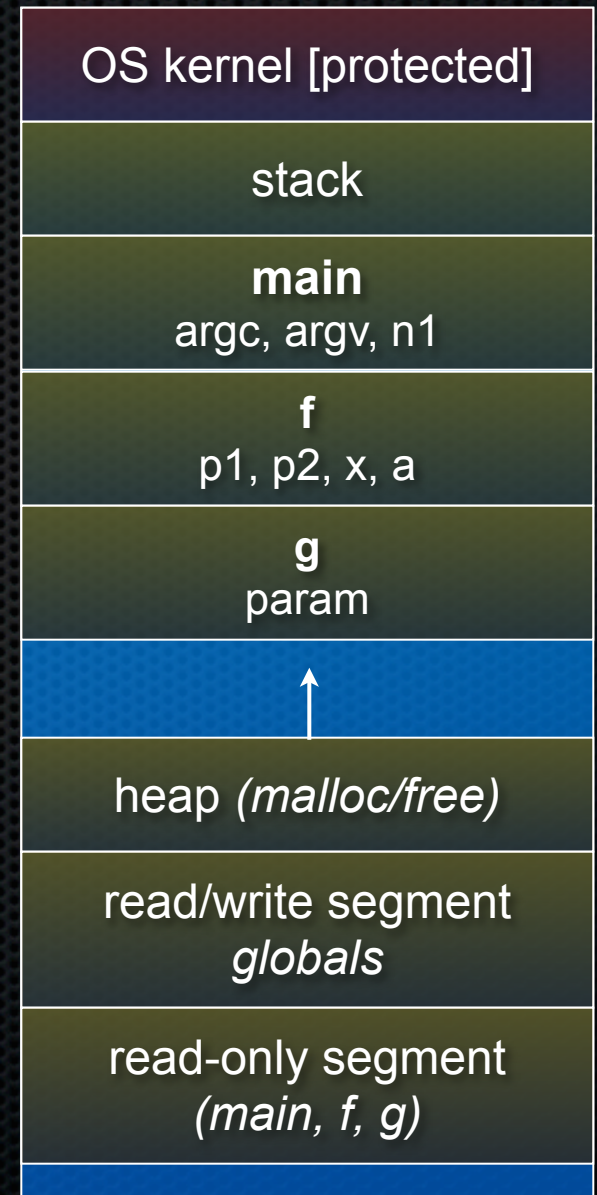 OS kernel [protected]
stack
main
argc, argv, n1
f
p1, p2, x, a
g
param
heap (malloc/free)
read/write segment
globals
read-only segment
(main, f, g)